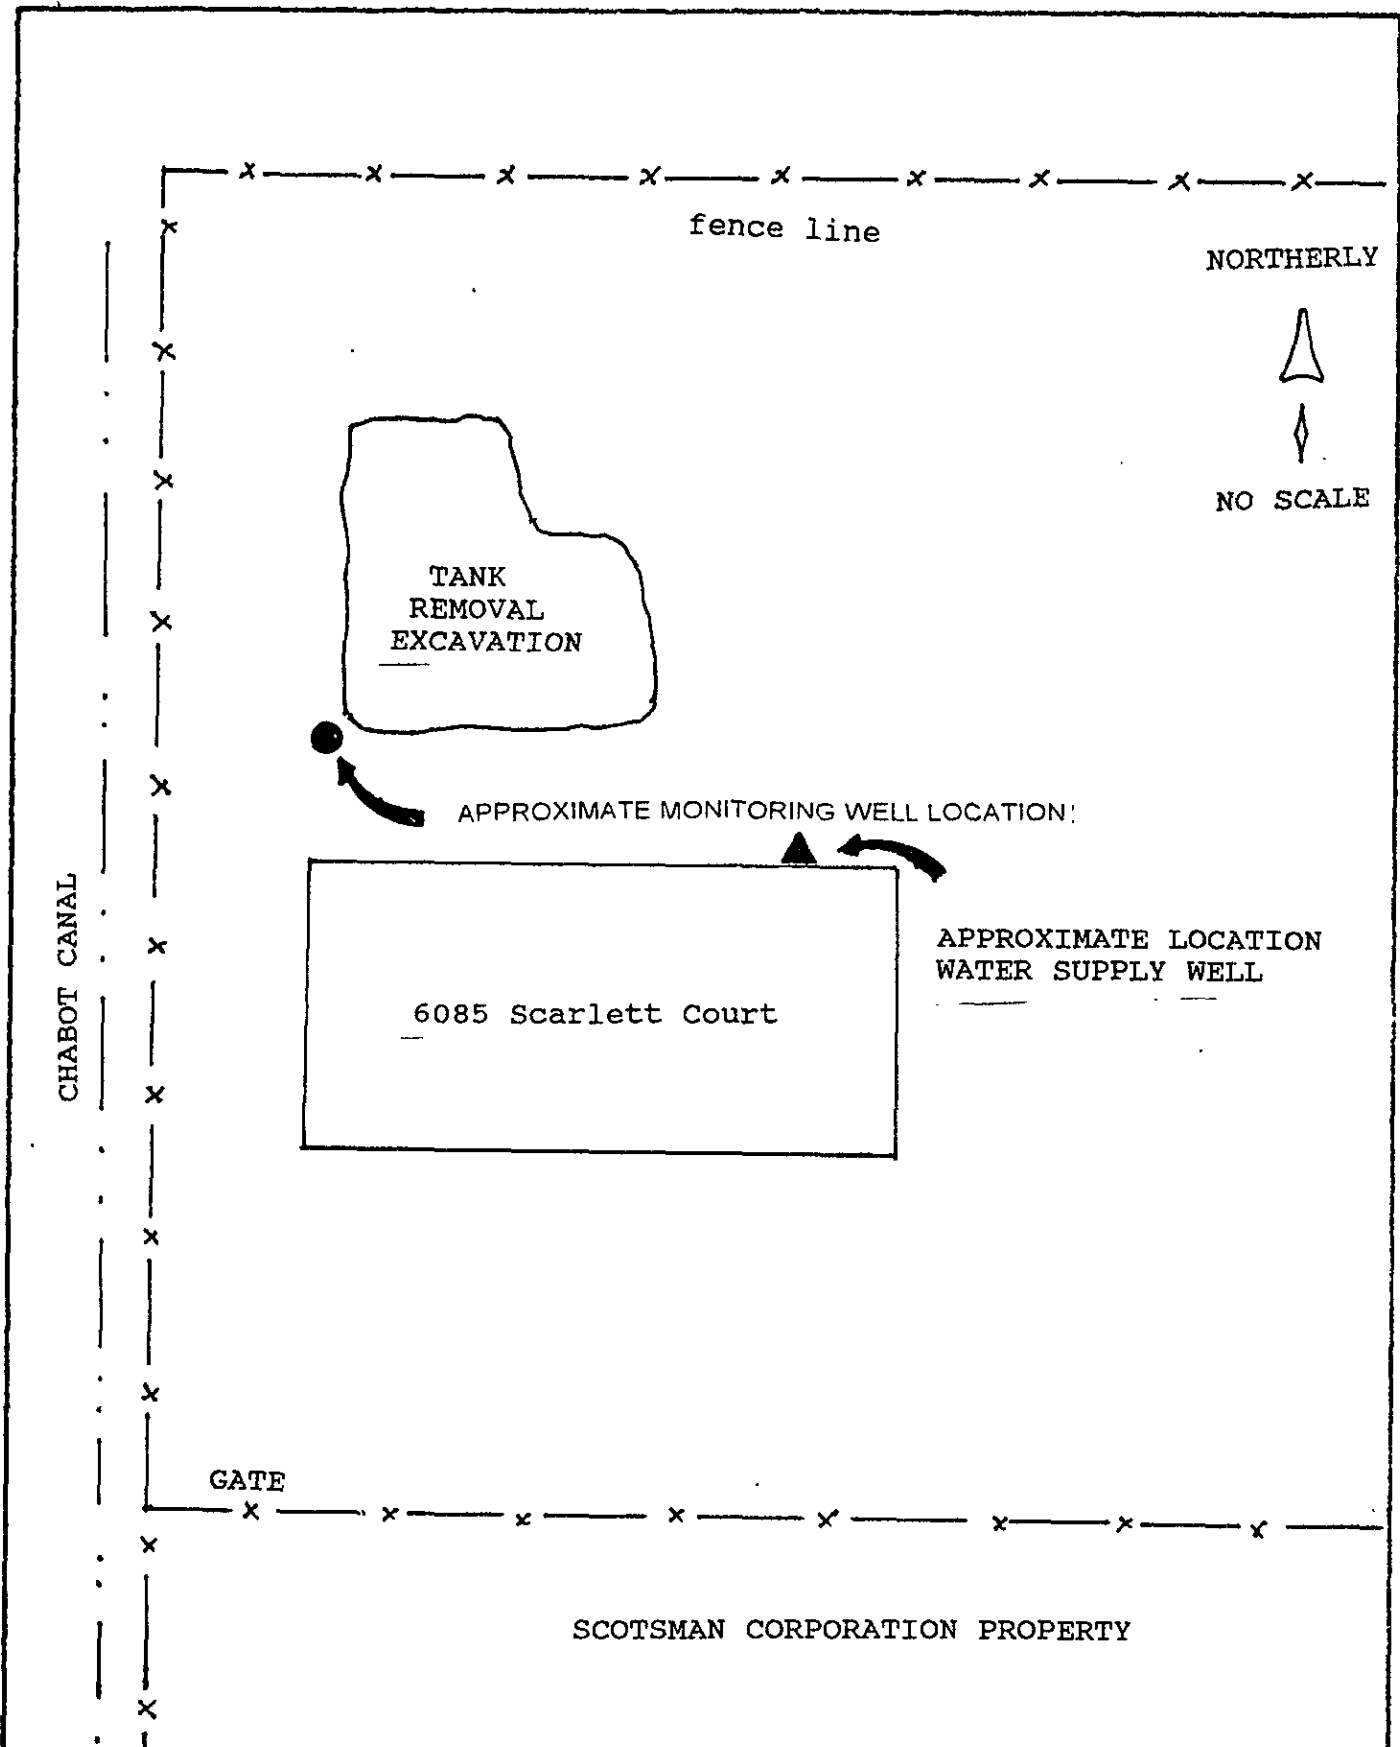 fence line
NORTHERLY
NO SCALE
TANK
REMOVAL
EXCAVATION
APPROXIMATE MONITORING WELL LOCATION
APPROXIMATE LOCATION
WATER SUPPLY WELL
6085 Scarlett Court
CHABOT CANAL
GATE
SCOTSMAN CORPORATION PROPERTY